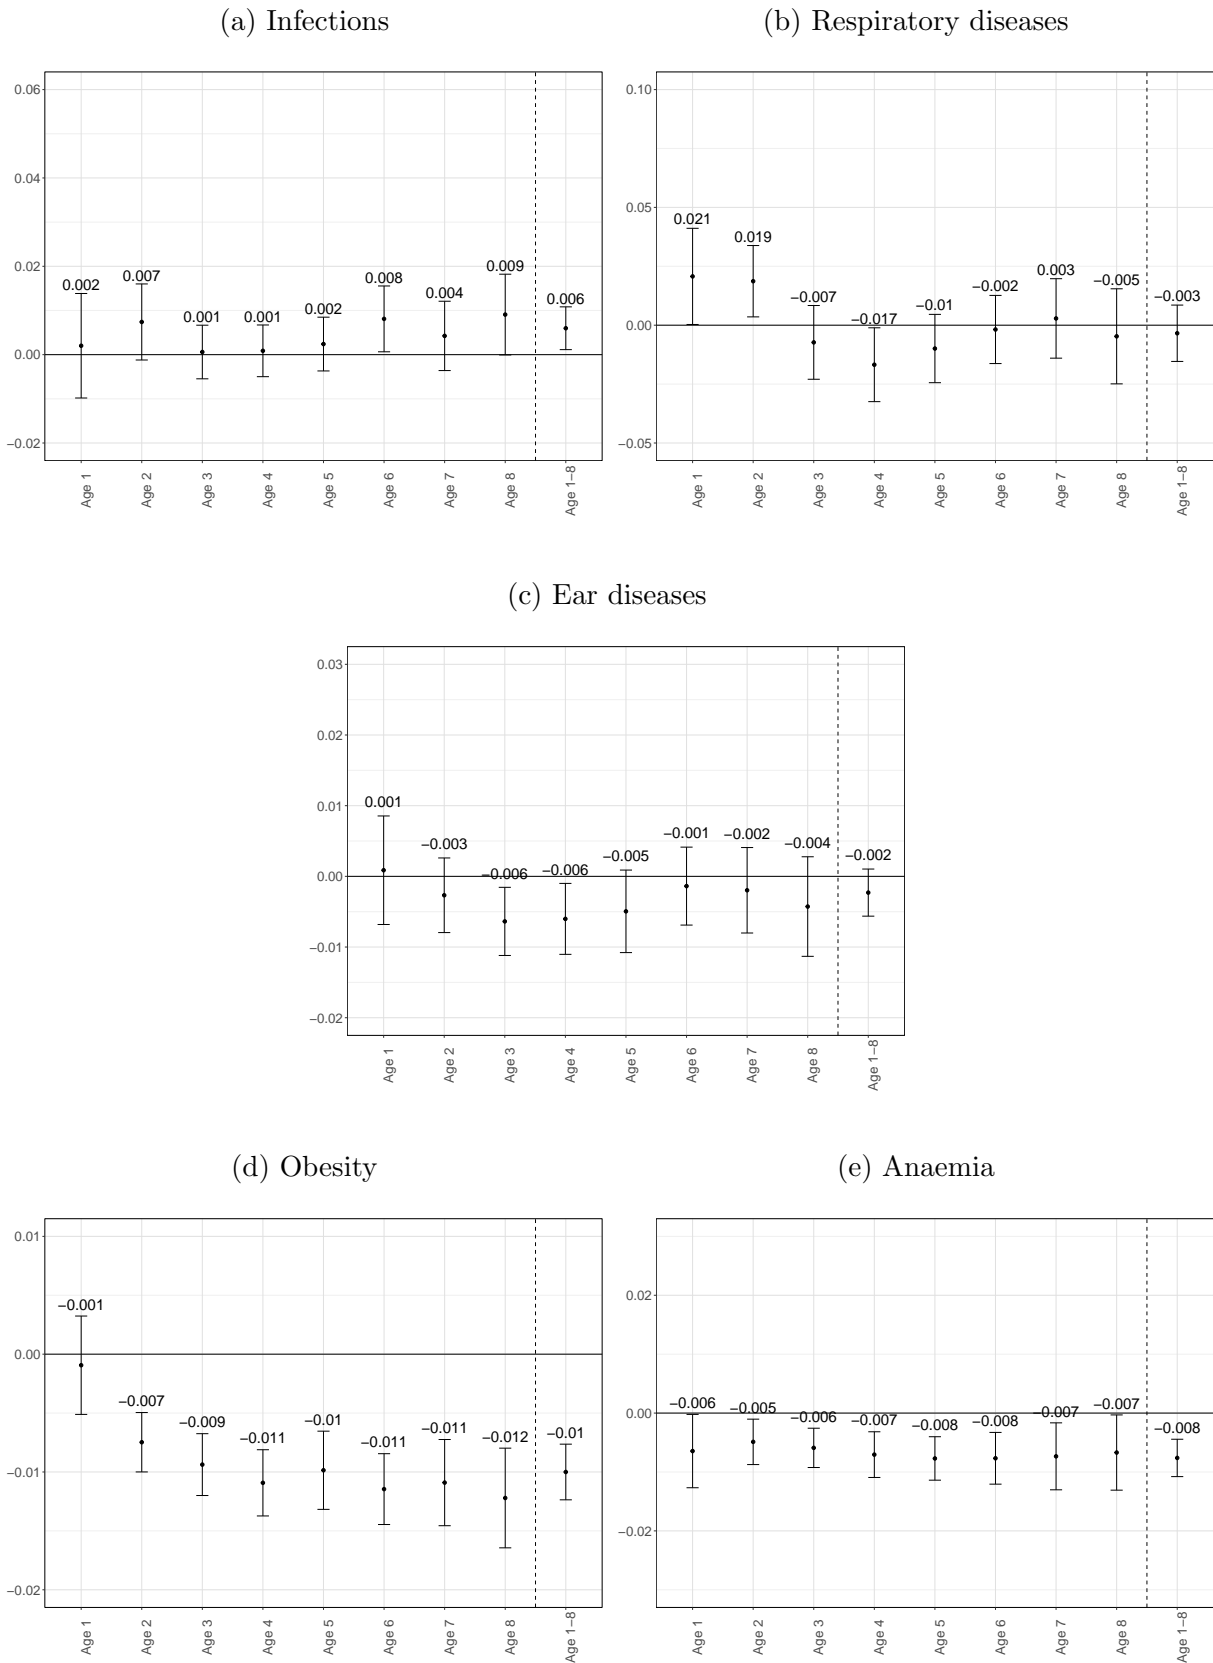 (a) Infections
0.06
0.04
0.02
0.00
−0.02
0.002
0.007
0.001
0.001
0.002
0.008
0.004
0.009
0.006
Age 1
Age 2
Age 3
Age 4
Age 5
Age 6
Age 7
Age 8
Age 1−8
(b) Respiratory diseases
0.10
0.05
0.00
−0.05
0.021
0.019
−0.007
−0.017
−0.01
−0.002
0.003
−0.005
−0.003
Age 1
Age 2
Age 3
Age 4
Age 5
Age 6
Age 7
Age 8
Age 1−8
(c) Ear diseases
0.03
0.02
0.01
0.00
−0.01
−0.02
0.001
−0.003
−0.006
−0.006
−0.005
−0.001
−0.002
−0.004
−0.002
Age 1
Age 2
Age 3
Age 4
Age 5
Age 6
Age 7
Age 8
Age 1−8
(d) Obesity
0.01
0.00
−0.01
−0.02
−0.001
−0.007
−0.009
−0.011
−0.01
−0.011
−0.011
−0.012
−0.01
Age 1
Age 2
Age 3
Age 4
Age 5
Age 6
Age 7
Age 8
Age 1−8
(e) Anaemia
0.02
0.00
−0.02
−0.006
−0.005
−0.006
−0.007
−0.008
−0.008
−0.007
−0.007
−0.008
Age 1
Age 2
Age 3
Age 4
Age 5
Age 6
Age 7
Age 8
Age 1−8